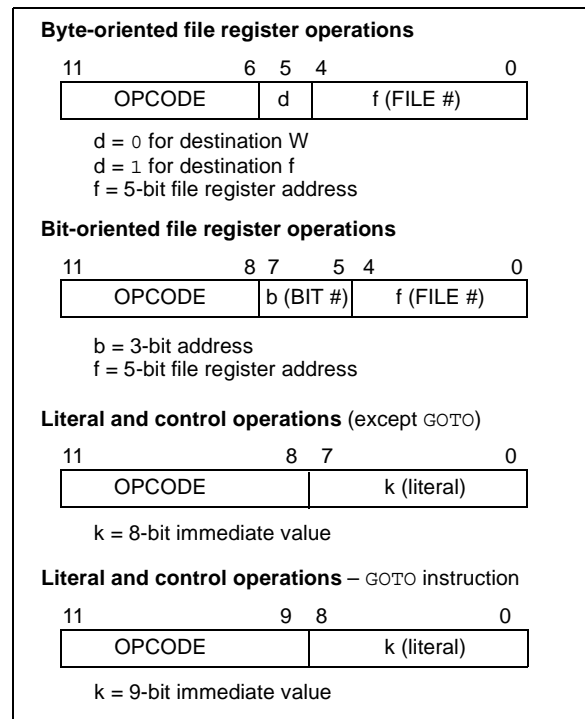 Byte-oriented file register operations
11 6 5 4 0
OPCODE d f (FILE #)
d = 0 for destination W
d = 1 for destination f
f = 5-bit file register address
Bit-oriented file register operations
11 8 7 5 4 0
OPCODE b (BIT #) f (FILE #)
b = 3-bit address
f = 5-bit file register address
Literal and control operations (except GOTO)
11 8 7 0
OPCODE k (literal)
k = 8-bit immediate value
Literal and control operations – GOTO instruction
11 9 8 0
OPCODE k (literal)
k = 9-bit immediate value